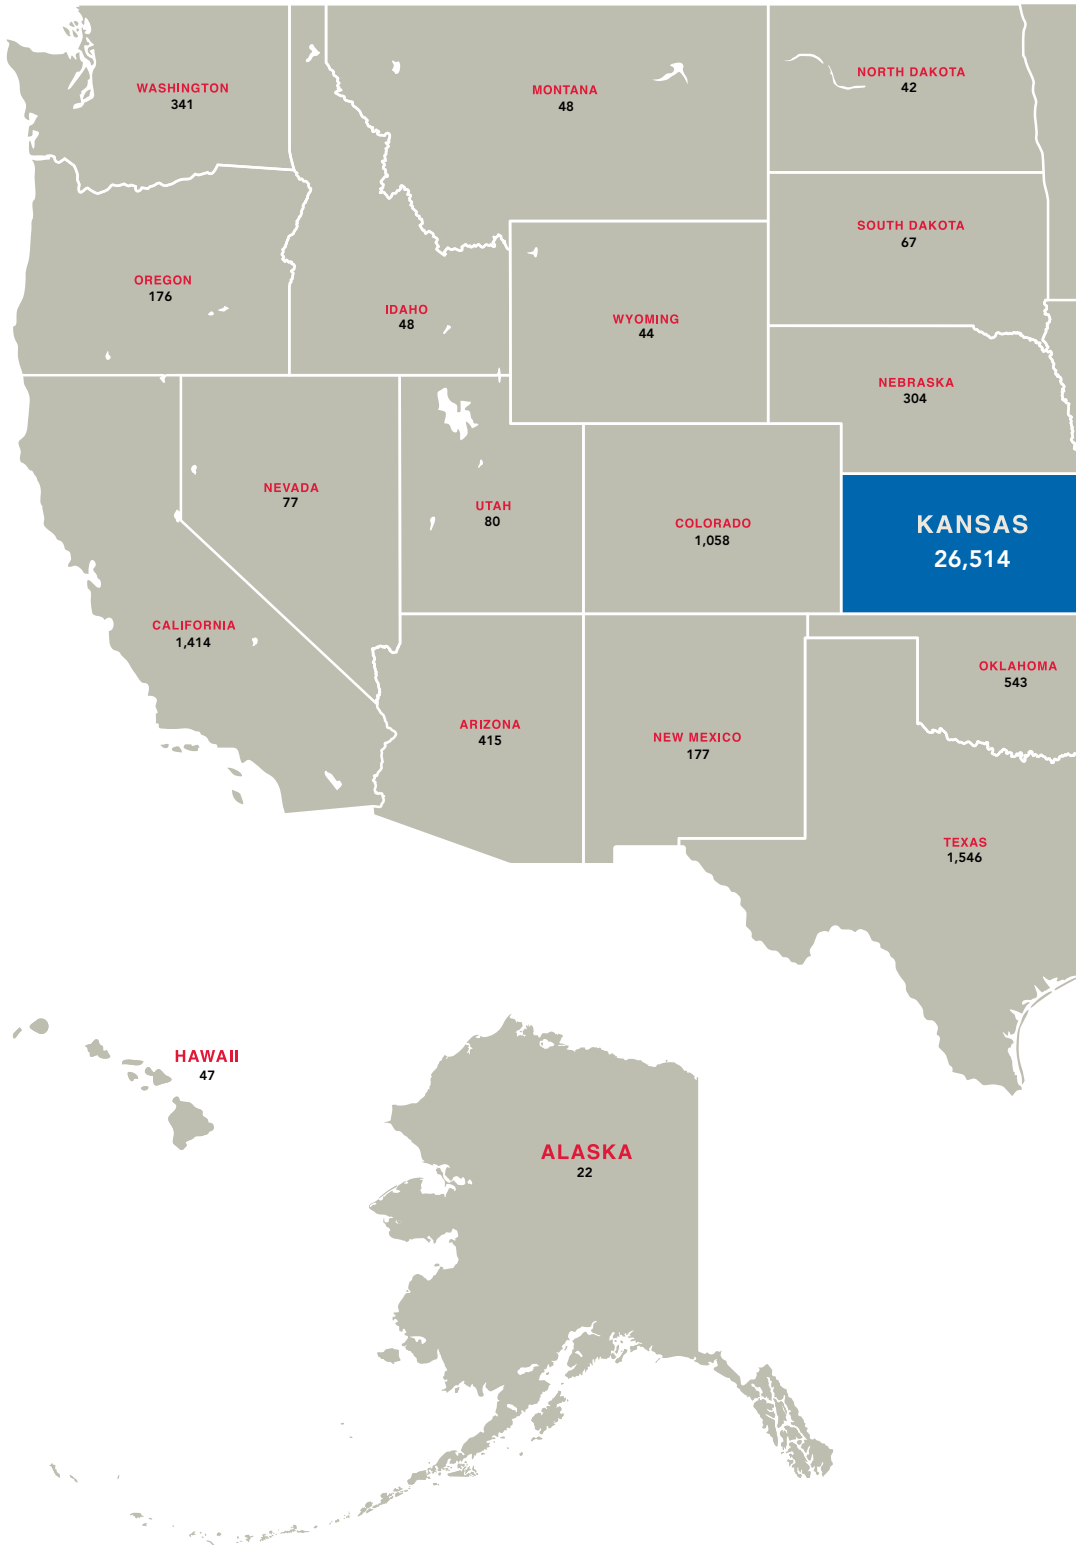 WASHINGTON
341
MONTANA
48
NORTH DAKOTA
42
OREGON
176
IDAHO
48
WYOMING
44
SOUTH DAKOTA
67
NEBRASKA
304
NEVADA
77
UTAH
80
COLORADO
1,058
KANSAS
26,514
CALIFORNIA
1,414
ARIZONA
415
NEW MEXICO
177
OKLAHOMA
543
TEXAS
1,546
HAWAII
47
ALASKA
22